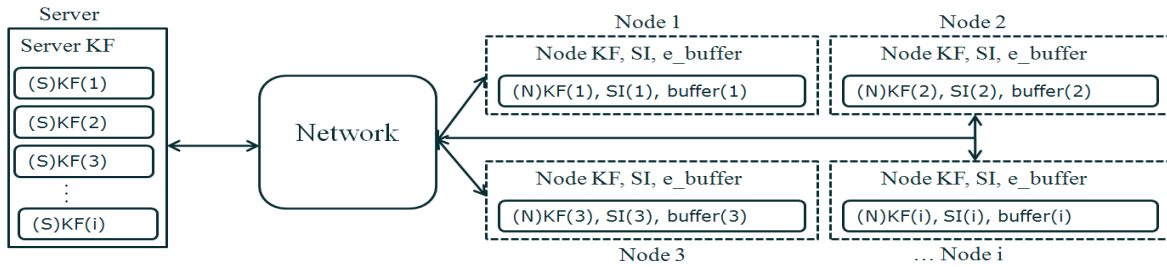 Server
Server KF
(S)KF(1)
(S)KF(2)
(S)KF(3)
⋮
(S)KF(i)
Network
Node 1
Node KF, SI, e_buffer
(N)KF(1), SI(1), buffer(1)
Node 2
Node KF, SI, e_buffer
(N)KF(2), SI(2), buffer(2)
Node KF, SI, e_buffer
(N)KF(3), SI(3), buffer(3)
Node 3
Node KF, SI, e_buffer
(N)KF(i), SI(i), buffer(i)
... Node i